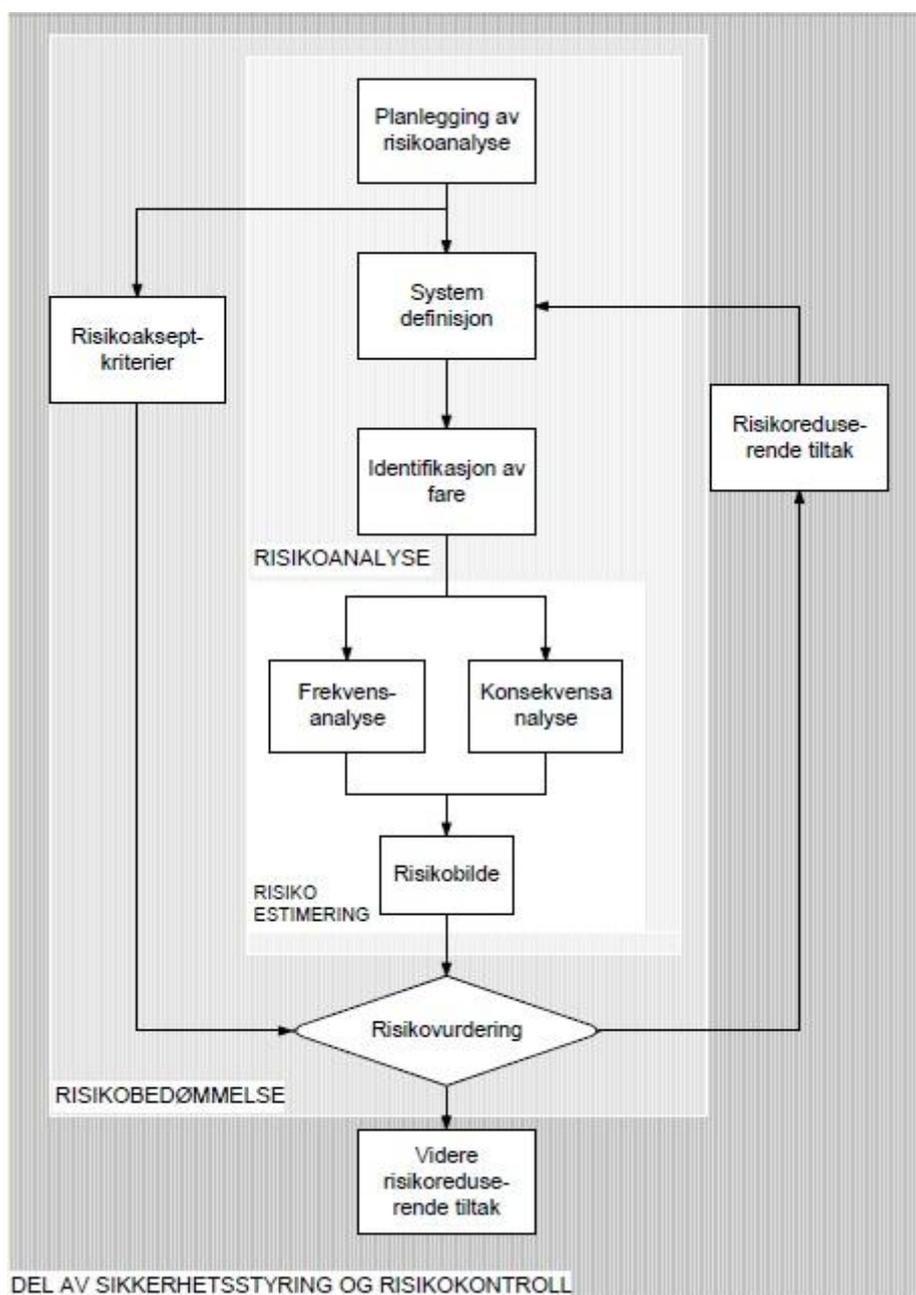 Planlegging av
risikoanalyse
System
definisjon
Risikoaksept-
kriterier
Risikoreduse-
rende tiltak
Identifikasjon av
fare
RISIKOANALYSE
Frekvens-
analyse
Konsekvensa
nalyse
Risikobilde
RISIKO
ESTIMERING
Risikovurdering
RISIKOBEDØMMELSE
Videre
risikoreduse-
rende tiltak
DEL AV SIKKERHETSSTYRING OG RISIKOKONTROLL